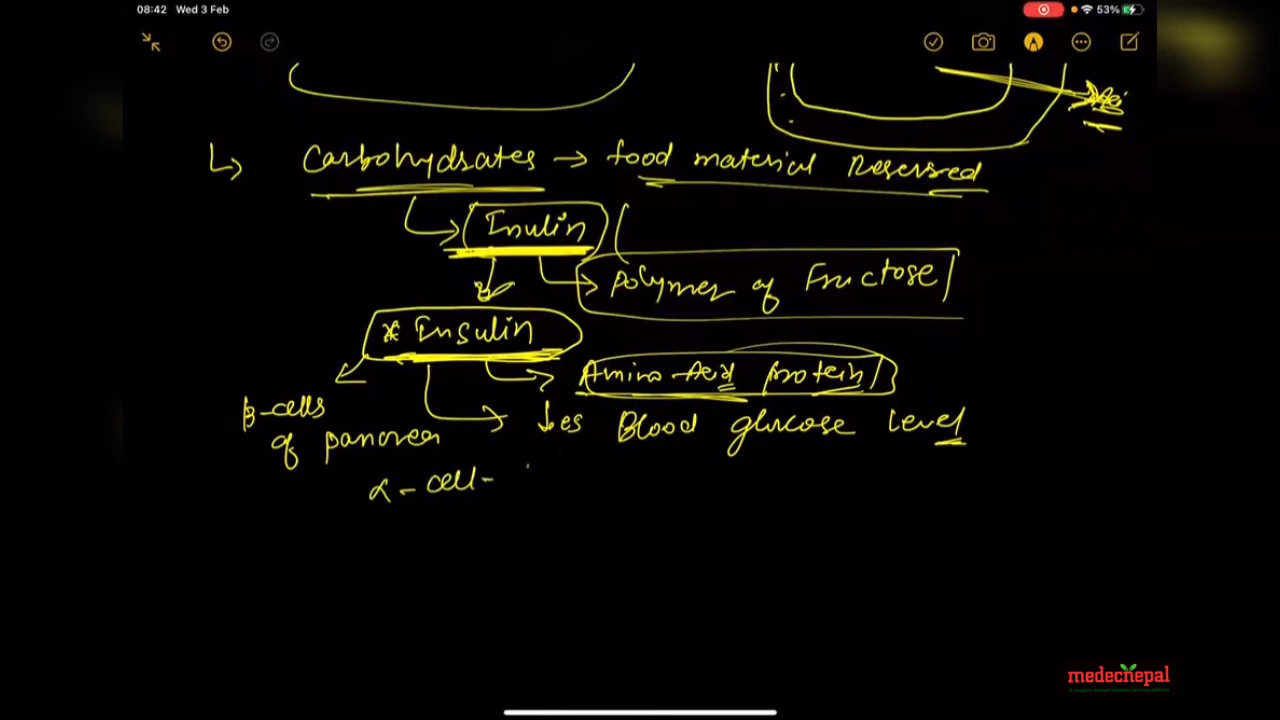 08:42 Wed 3 Feb
53%
↳ Carbohydrates → food material Reserved
Inulin
Polymer of Fructose
* Insulin
Amino Acid protein
β-cells of pancrea
↓es Blood glucose level
α-cell-
medecnepal